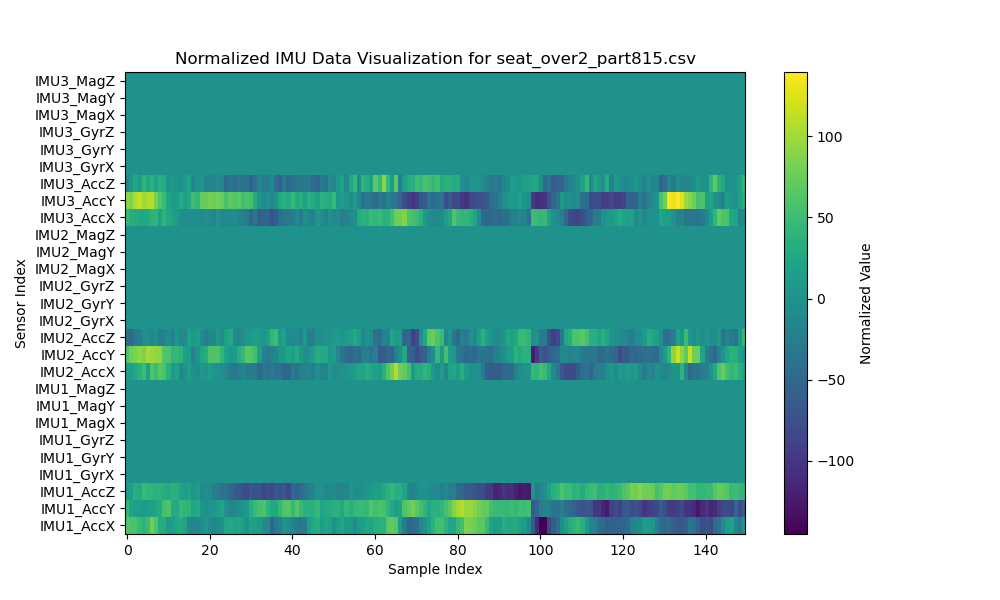 Normalized IMU Data Visualization for seat_over2_part815.csv
IMU3_MagZ
IMU3_MagY
IMU3_MagX
IMU3_GyrZ
IMU3_GyrY
IMU3_GyrX
IMU3_AccZ
IMU3_AccY
IMU3_AccX
IMU2_MagZ
IMU2_MagY
IMU2_MagX
IMU2_GyrZ
IMU2_GyrY
IMU2_GyrX
IMU2_AccZ
IMU2_AccY
IMU2_AccX
IMU1_MagZ
IMU1_MagY
IMU1_MagX
IMU1_GyrZ
IMU1_GyrY
IMU1_GyrX
IMU1_AccZ
IMU1_AccY
IMU1_AccX
Sensor Index
0 20 40 60 80 100 120 140
Sample Index
100
50
0
−50
−100
Normalized Value